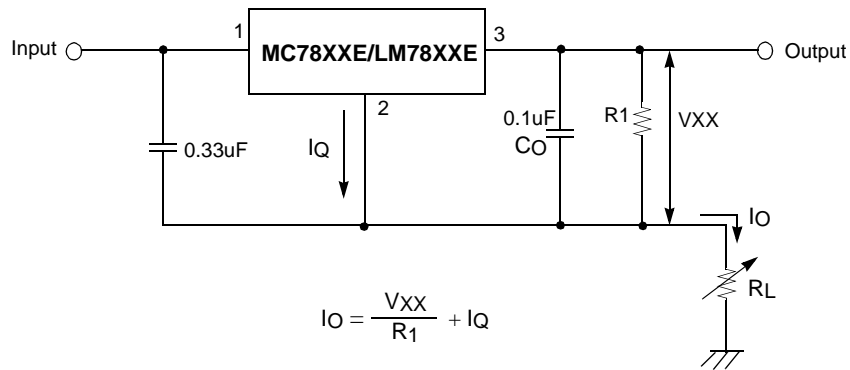 1
3
Input
MC78XXE/LM78XXE
Output
2
0.33uF
IQ
0.1uF
CO
R1
VXX
IO
RL
IO = VXX / R1 + IQ